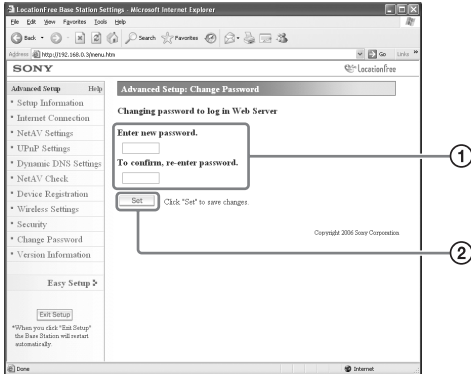 LocationFree Base Station Settings - Microsoft Internet Explorer
File Edit View Favorites Tools Help
Back Search Favorites
Address http://192.168.0.3/menu.htm Go Links »
SONY LocationFree
Advanced Setup Help
Advanced Setup: Change Password
* Setup Information
* Internet Connection
* NetAV Settings
* UPnP Settings
* Dynamic DNS Settings
* NetAV Check
* Device Registration
* Wireless Settings
* Security
* Change Password
* Version Information
Easy Setup
Exit Setup
*When you click "Exit Setup"
the Base Station will restart
automatically.
Changing password to log in Web Server
Enter new password.
To confirm, re-enter password.
1
Set Click "Set" to save changes.
2
Copyright 2006 Sony Corporation
Done Internet